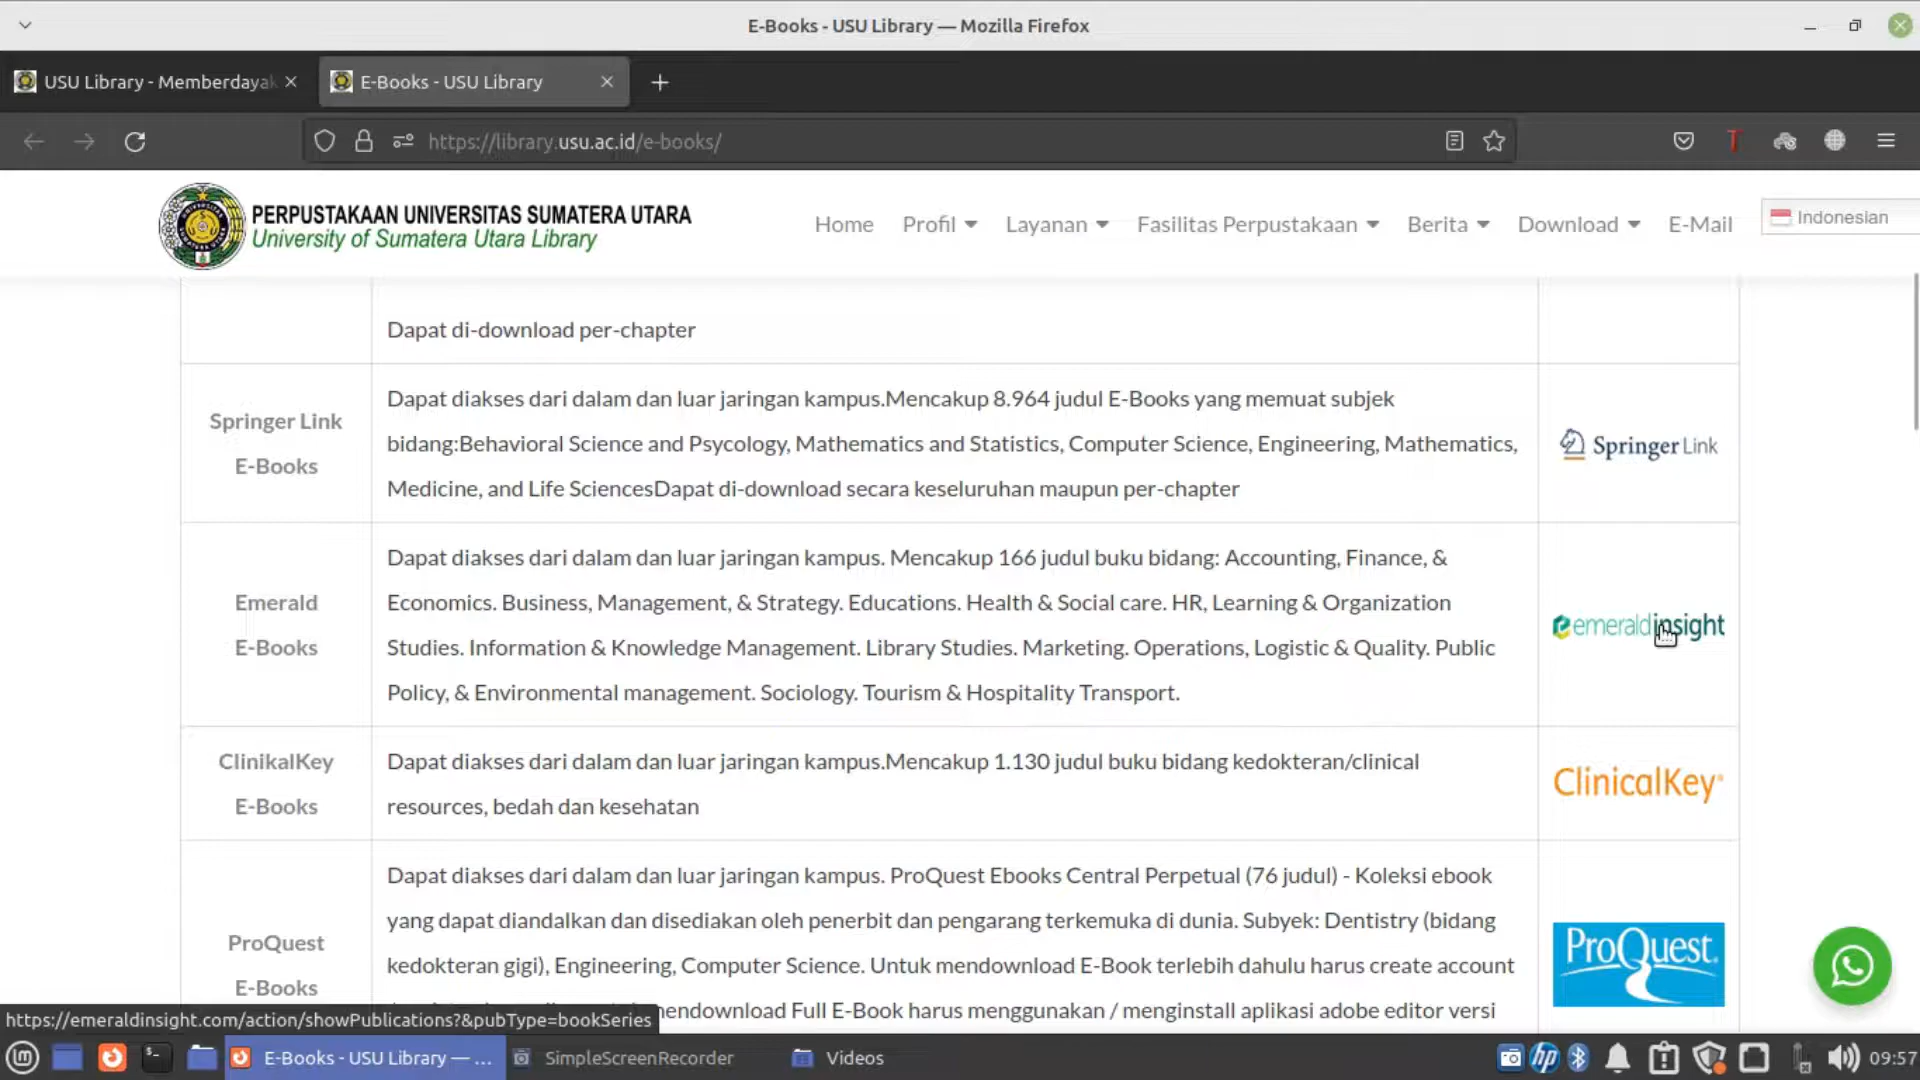 E-Books - USU Library — Mozilla Firefox
USU Library - Memberdayak
E-Books - USU Library
https://library.usu.ac.id/e-books/
PERPUSTAKAAN UNIVERSITAS SUMATERA UTARA
University of Sumatera Utara Library
Home
Profil
Layanan
Fasilitas Perpustakaan
Berita
Download
E-Mail
Indonesian
Dapat di-download per-chapter
Springer Link
E-Books
Dapat diakses dari dalam dan luar jaringan kampus.Mencakup 8.964 judul E-Books yang memuat subjek
bidang:Behavioral Science and Psycology, Mathematics and Statistics, Computer Science, Engineering, Mathematics,
Medicine, and Life SciencesDapat di-download secara keseluruhan maupun per-chapter
Springer Link
Emerald
E-Books
Dapat diakses dari dalam dan luar jaringan kampus. Mencakup 166 judul buku bidang: Accounting, Finance, &
Economics. Business, Management, & Strategy. Educations. Health & Social care. HR, Learning & Organization
Studies. Information & Knowledge Management. Library Studies. Marketing. Operations, Logistic & Quality. Public
Policy, & Environmental management. Sociology. Tourism & Hospitality Transport.
emeraldinsight
ClinikalKey
E-Books
Dapat diakses dari dalam dan luar jaringan kampus.Mencakup 1.130 judul buku bidang kedokteran/clinical
resources, bedah dan kesehatan
ClinicalKey®
ProQuest
E-Books
Dapat diakses dari dalam dan luar jaringan kampus. ProQuest Ebooks Central Perpetual (76 judul) - Koleksi ebook
yang dapat diandalkan dan disediakan oleh penerbit dan pengarang terkemuka di dunia. Subyek: Dentistry (bidang
kedokteran gigi), Engineering, Computer Science. Untuk mendownload E-Book terlebih dahulu harus create account
mendownload Full E-Book harus menggunakan / menginstall aplikasi adobe editor versi
ProQuest.
https://emeraldinsight.com/action/showPublications?&pubType=bookSeries
E-Books - USU Library — ...
SimpleScreenRecorder
Videos
hp
09:57